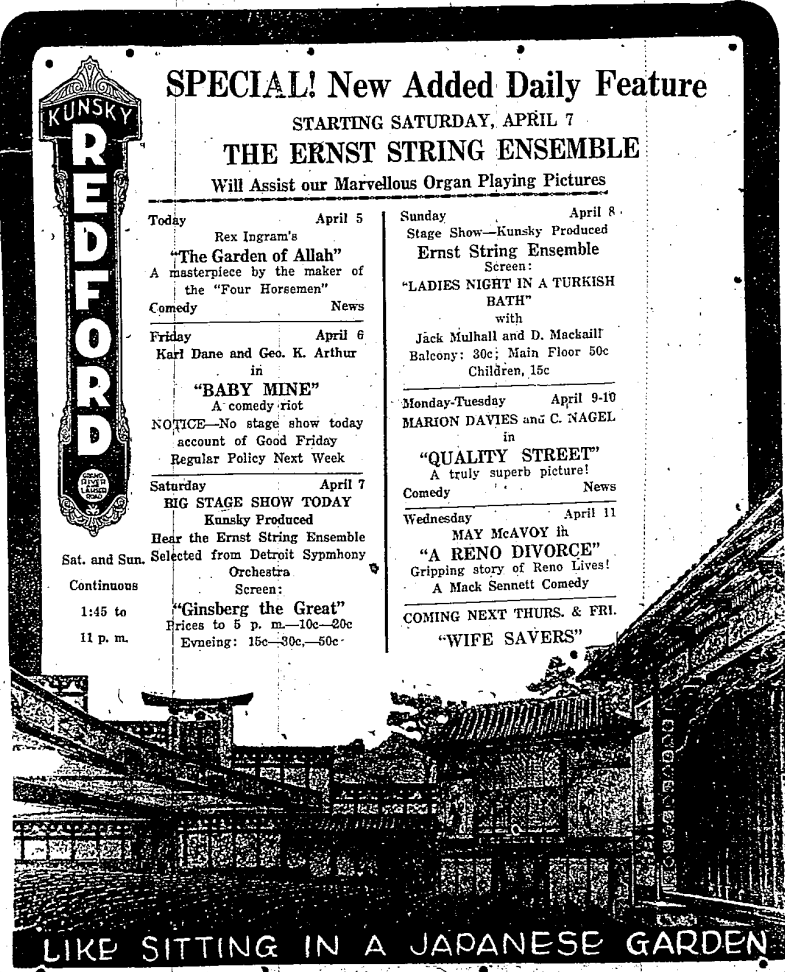 SPECIAL! New Added Daily Feature
STARTING SATURDAY, APRIL 7
THE ERNST STRING ENSEMBLE
Will Assist our Marvellous Organ Playing Pictures
KUNSKY
REDFORD
GRAND
RIVER
LAHSER
ROAD
Sat. and Sun.
Continuous
1:45 to
11 p. m.
Today April 5
Rex Ingram's
"The Garden of Allah"
A masterpiece by the maker of
the "Four Horsemen"
Comedy News
Friday April 6
Karl Dane and Geo. K. Arthur
in
"BABY MINE"
A comedy riot
NOTICE—No stage show today
account of Good Friday
Regular Policy Next Week
Saturday April 7
BIG STAGE SHOW TODAY
Kunsky Produced
Hear the Ernst String Ensemble
Selected from Detroit Sypmhony
Orchestra
Screen:
"Ginsberg the Great"
Prices to 5 p. m.—10c—20c
Evneing: 15c—30c,—50c
Sunday April 8
Stage Show—Kunsky Produced
Ernst String Ensemble
Screen:
"LADIES NIGHT IN A TURKISH
BATH"
with
Jack Mulhall and D. Mackaill
Balcony: 30c; Main Floor 50c
Children, 15c
Monday-Tuesday April 9-10
MARION DAVIES and C. NAGEL
in
"QUALITY STREET"
A truly superb picture!
Comedy News
Wednesday April 11
MAY McAVOY in
"A RENO DIVORCE"
Gripping story of Reno Lives!
A Mack Sennett Comedy
COMING NEXT THURS. & FRI.
"WIFE SAVERS"
LIKE SITTING IN A JAPANESE GARDEN